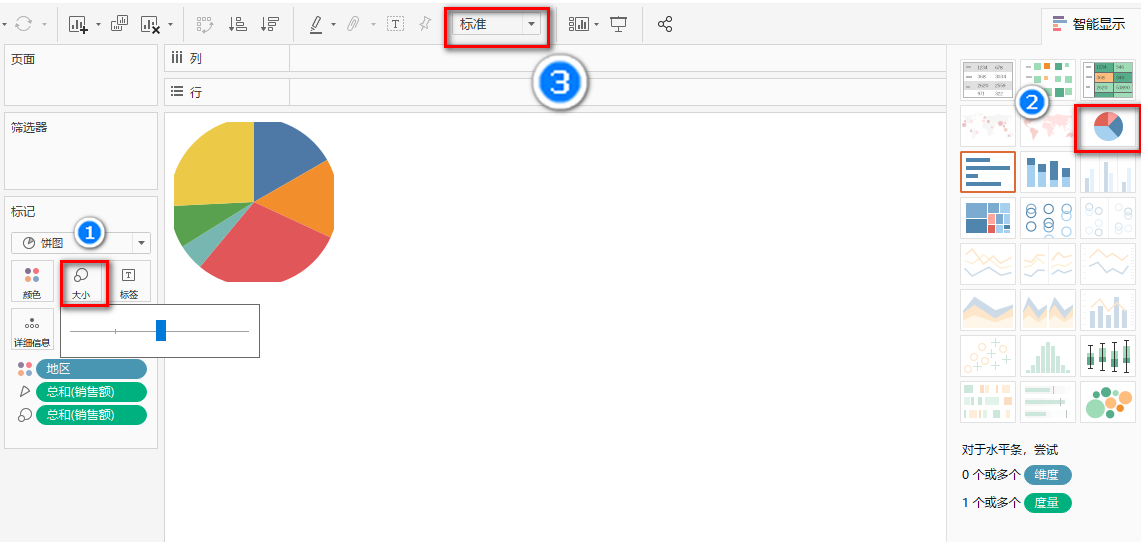 标准
智能显示
页面
列
3
行
筛选器
2
标记
1
饼图
颜色
大小
标签
详细信息
地区
总和(销售额)
总和(销售额)
对于水平条，尝试
0 个或多个 维度
1 个或多个 度量